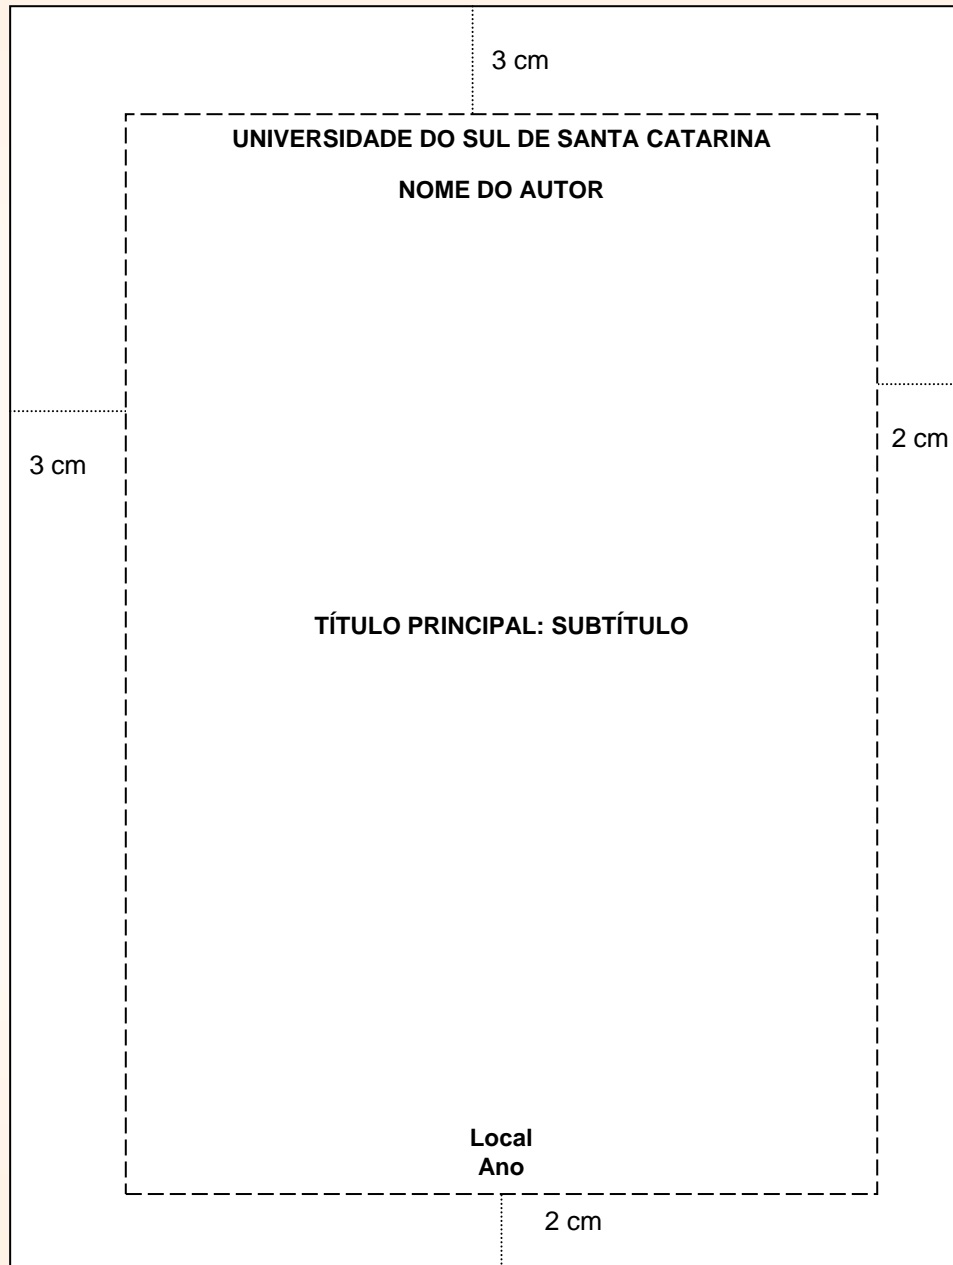 3 cm
UNIVERSIDADE DO SUL DE SANTA CATARINA
NOME DO AUTOR
2 cm
3 cm
TÍTULO PRINCIPAL: SUBTÍTULO
Local
Ano
2 cm